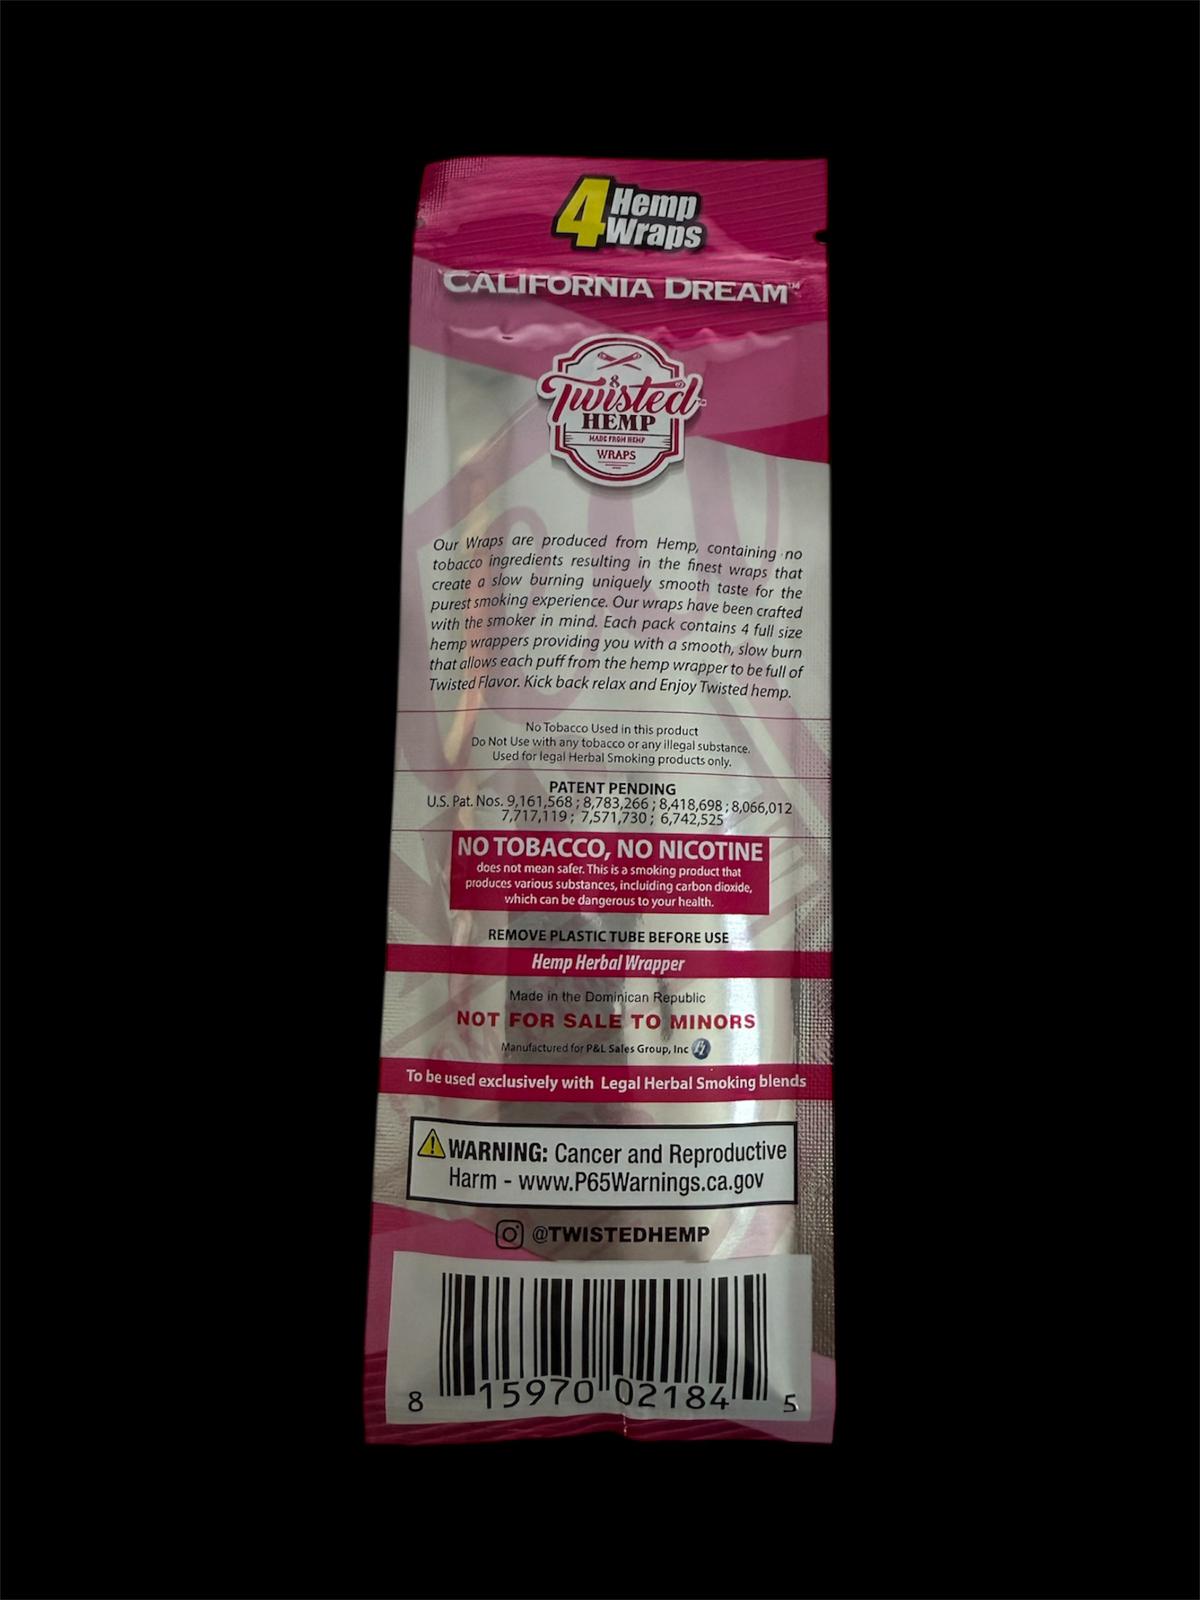 4 Hemp
Wraps
CALIFORNIA DREAM™
&
Twisted
HEMP
MADE FROM HEMP
WRAPS
Our Wraps are produced from Hemp, containing no
tobacco ingredients resulting in the finest wraps that
create a slow burning uniquely smooth taste for the
purest smoking experience. Our wraps have been crafted
with the smoker in mind. Each pack contains 4 full size
hemp wrappers providing you with a smooth, slow burn
that allows each puff from the hemp wrapper to be full of
Twisted Flavor. Kick back relax and Enjoy Twisted hemp.
No Tobacco Used in this product
Do Not Use with any tobacco or any illegal substance.
Used for legal Herbal Smoking products only.
PATENT PENDING
U.S. Pat. Nos. 9,161,568 ; 8,783,266 ; 8,418,698 ; 8,066,012
7,717,119 ; 7,571,730 ; 6,742,525
NO TOBACCO, NO NICOTINE
does not mean safer. This is a smoking product that
produces various substances, incluiding carbon dioxide,
which can be dangerous to your health.
REMOVE PLASTIC TUBE BEFORE USE
Hemp Herbal Wrapper
Made in the Dominican Republic
NOT FOR SALE TO MINORS
Manufactured for P&L Sales Group, Inc
To be used exclusively with Legal Herbal Smoking blends
WARNING: Cancer and Reproductive
Harm - www.P65Warnings.ca.gov
@TWISTEDHEMP
8 15970 02184 5